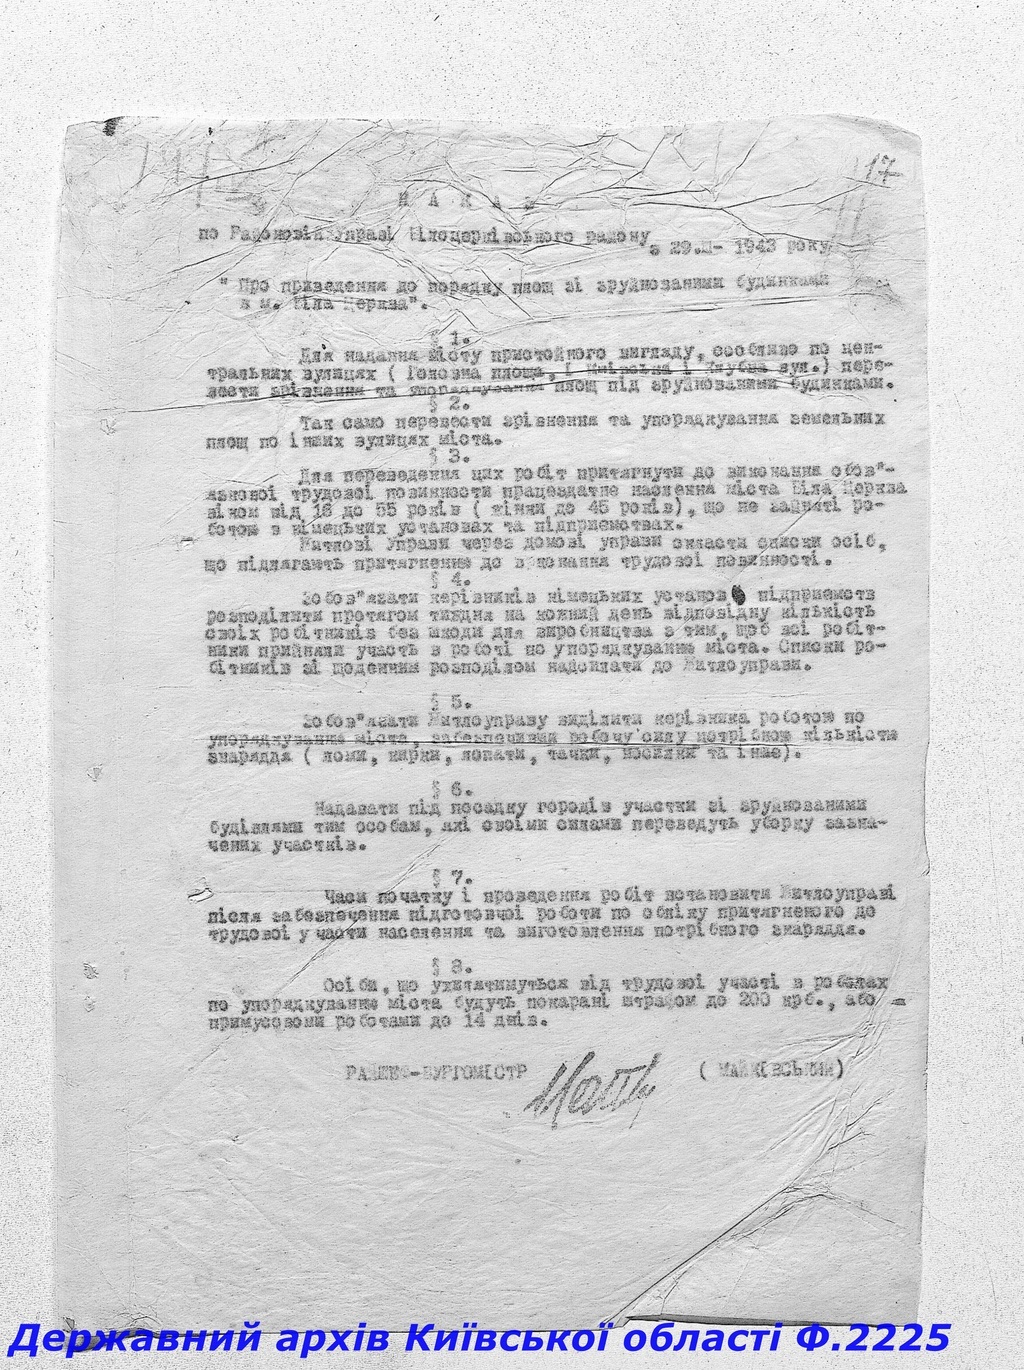 17
Н А К А З
по Районовій Управі Білоцерківського району
з 29.ІІ- 1943 року
" Про приведення до порядку площ зі зруйнованими будинками
в м. Біла Церква".
§ 1.
Для надання місту пристойного вигляду, особливо по цен-
тральних вулицях ( Головна площа, І і Клубна вул.) пере-
вести зрівнення та упорядкування площ під зруйнованими будинками.
§ 2.
Так само перевести зрівнення та упорядкування земельних
площ по інших вулицях міста.
§ 3.
Для переведення цих робіт притягнути до виконання обов"-
язкової трудової повинности працездатне населення міста Біла Церква
віком від 16 до 55 років ( жінки до 45 років), що не зайняті ро-
ботою в німецьких установах та підприємствах.
Житлові Управи через домові управи скласти списки осіб,
що підлягають притягненню до виконання трудової повинності.
§ 4.
Зобов"язати керівників німецьких установ підприємств
розподілити протягом тиждня на кожний день відповідну кількість
своїх робітників без шкоди для виробництва з тим, щоб всі робіт-
ники прийняли участь в роботі по упорядкуванню міста. Списки ро-
бітників зі щоденним розподілом надсилати до Житлоуправи.
§ 5.
Зобов"язати Житлоуправу виділити керівника роботою по
упорядкуванню міста, забезпечивши робочу силу потрібною кількістю
знаряддя ( ломи, кирки, лопати, тачки, носилки та інше).
§ 6.
Надавати під посадку городів участки зі зруйнованими
будівлями тим особам, які своїми силами переведуть уборку зазна-
чених участків.
§ 7.
Часи початку і проведення робіт встановити Житлоуправі
після забезпечення підготовчої роботи по обліку притягненого до
трудової участи населення та виготовлення потрібного знаряддя.
§ 8.
Осіби, що ухилятимуться від трудової участі в роботах
по упорядкуванню міста будуть покарані штрафом до 200 крб., або
примусовоми роботами до 14 днів.
РАЙШЕФ-БУРГОМІСТР ( МАЙКІВСЬКИЙ)
Державний архів Київської області Ф.2225